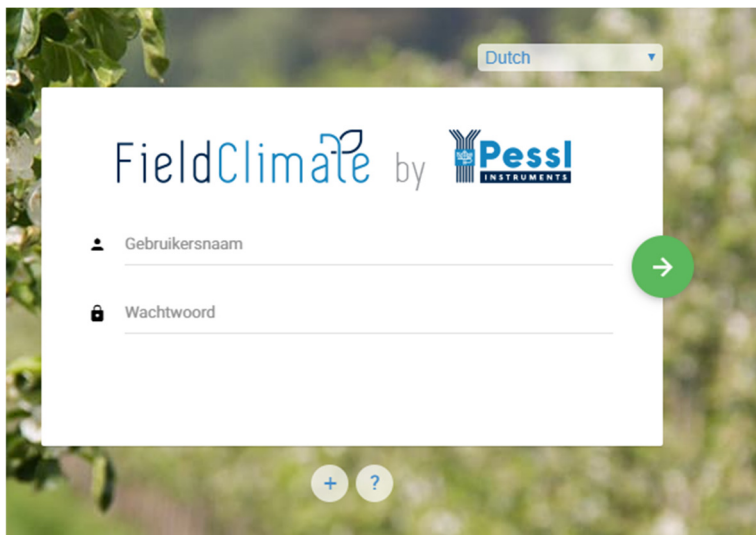 Dutch
FieldClimate by Pessl
INSTRUMENTS
Gebruikersnaam
Wachtwoord
+ ?